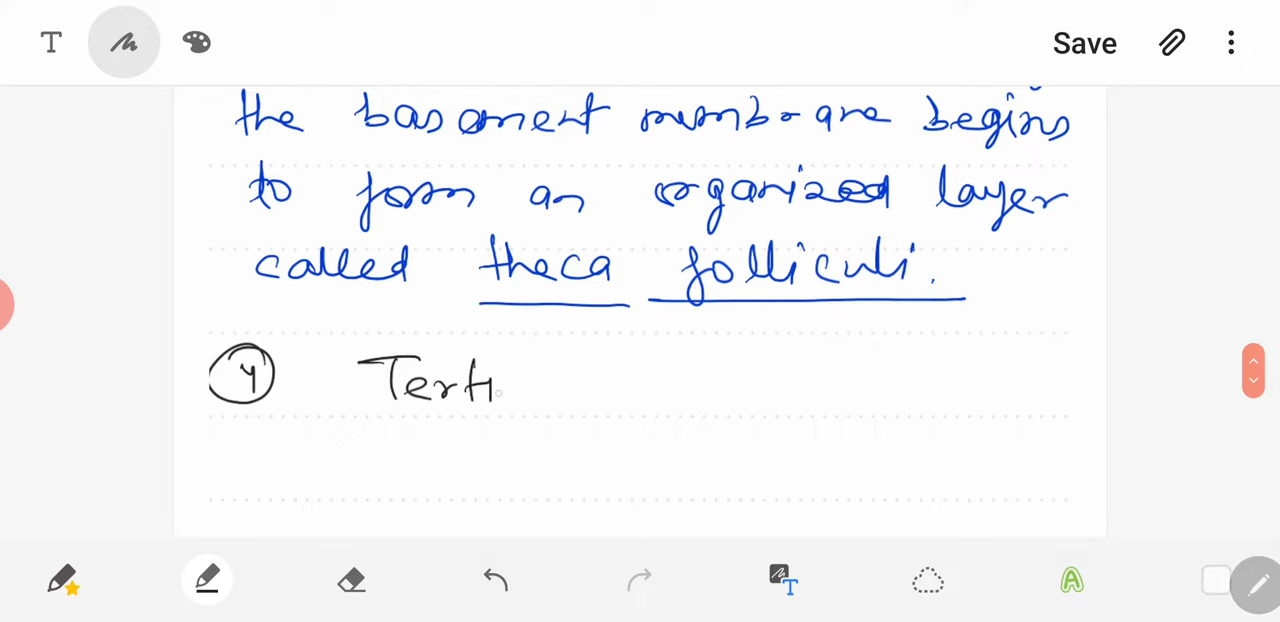 T Save
the basement membrane begins
to form an organized layer
called theca folliculi.
4 Terti
T A